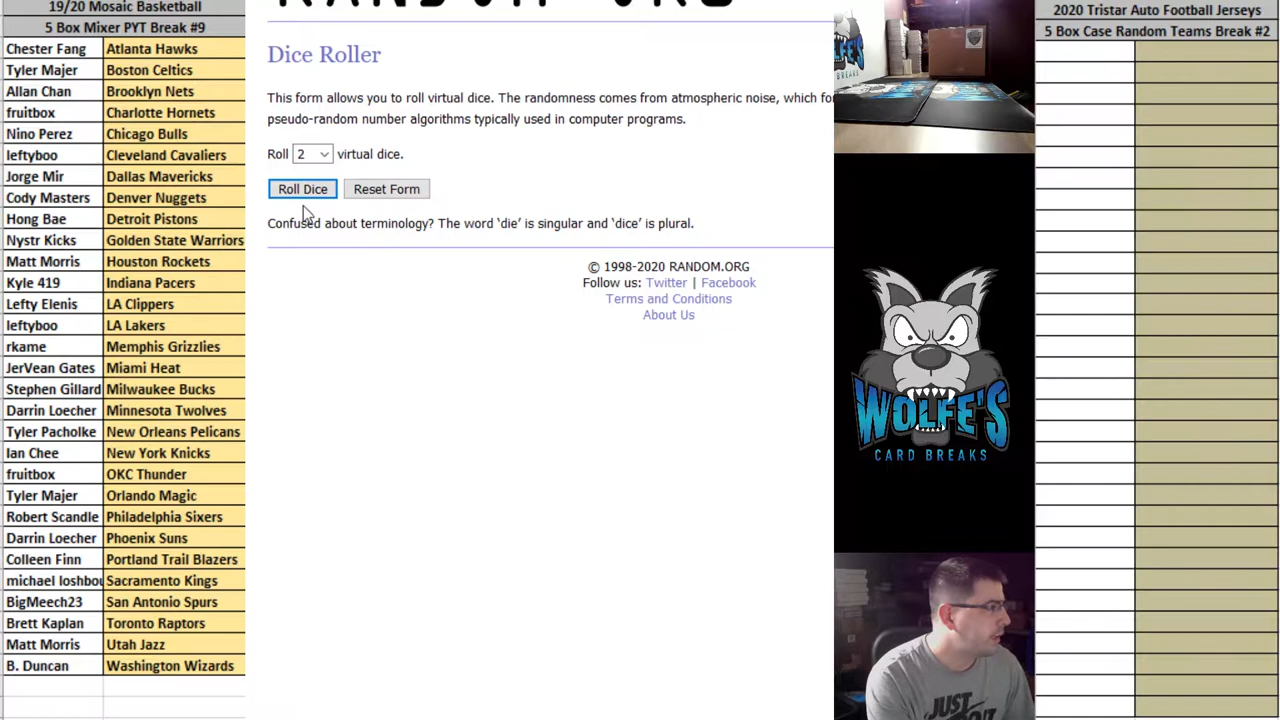 19/20 Mosaic Basketball
5 Box Mixer PYT Break #9
Chester Fang Atlanta Hawks
Tyler Majer Boston Celtics
Allan Chan Brooklyn Nets
fruitbox Charlotte Hornets
Nino Perez Chicago Bulls
leftyboo Cleveland Cavaliers
Jorge Mir Dallas Mavericks
Cody Masters Denver Nuggets
Hong Bae Detroit Pistons
Nystr Kicks Golden State Warriors
Matt Morris Houston Rockets
Kyle 419 Indiana Pacers
Lefty Elenis LA Clippers
leftyboo LA Lakers
rkame Memphis Grizzlies
JerVean Gates Miami Heat
Stephen Gillard Milwaukee Bucks
Darrin Loecher Minnesota Twolves
Tyler Pacholke New Orleans Pelicans
Ian Chee New York Knicks
fruitbox OKC Thunder
Tyler Majer Orlando Magic
Robert Scandle Philadelphia Sixers
Darrin Loecher Phoenix Suns
Colleen Finn Portland Trail Blazers
michael loshbou Sacramento Kings
BigMeech23 San Antonio Spurs
Brett Kaplan Toronto Raptors
Matt Morris Utah Jazz
B. Duncan Washington Wizards
RANDOM.ORG
Dice Roller
This form allows you to roll virtual dice. The randomness comes from atmospheric noise, which for
pseudo-random number algorithms typically used in computer programs.
Roll 2 virtual dice.
Roll Dice Reset Form
Confused about terminology? The word ‘die’ is singular and ‘dice’ is plural.
© 1998-2020 RANDOM.ORG
Follow us: Twitter | Facebook
Terms and Conditions
About Us
WOLFE'S
CARD BREAKS
JUST
2020 Tristar Auto Football Jerseys
5 Box Case Random Teams Break #2